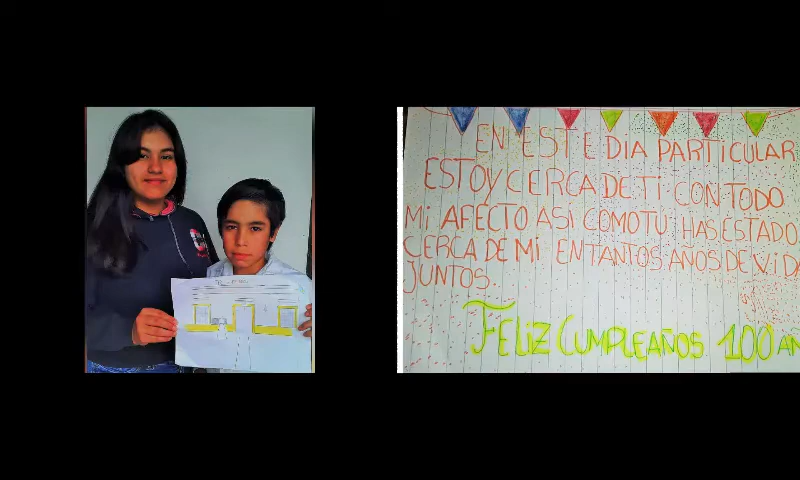 EN ESTE DIA PARTICULAR
ESTOY CERCA DE TI CON TODO
MI AFECTO ASI COMO TU HAS ESTADO
CERCA DE MI EN TANTOS AÑOS DE VIDA
JUNTOS.
FELIZ CUMPLEAÑOS 100 AÑ